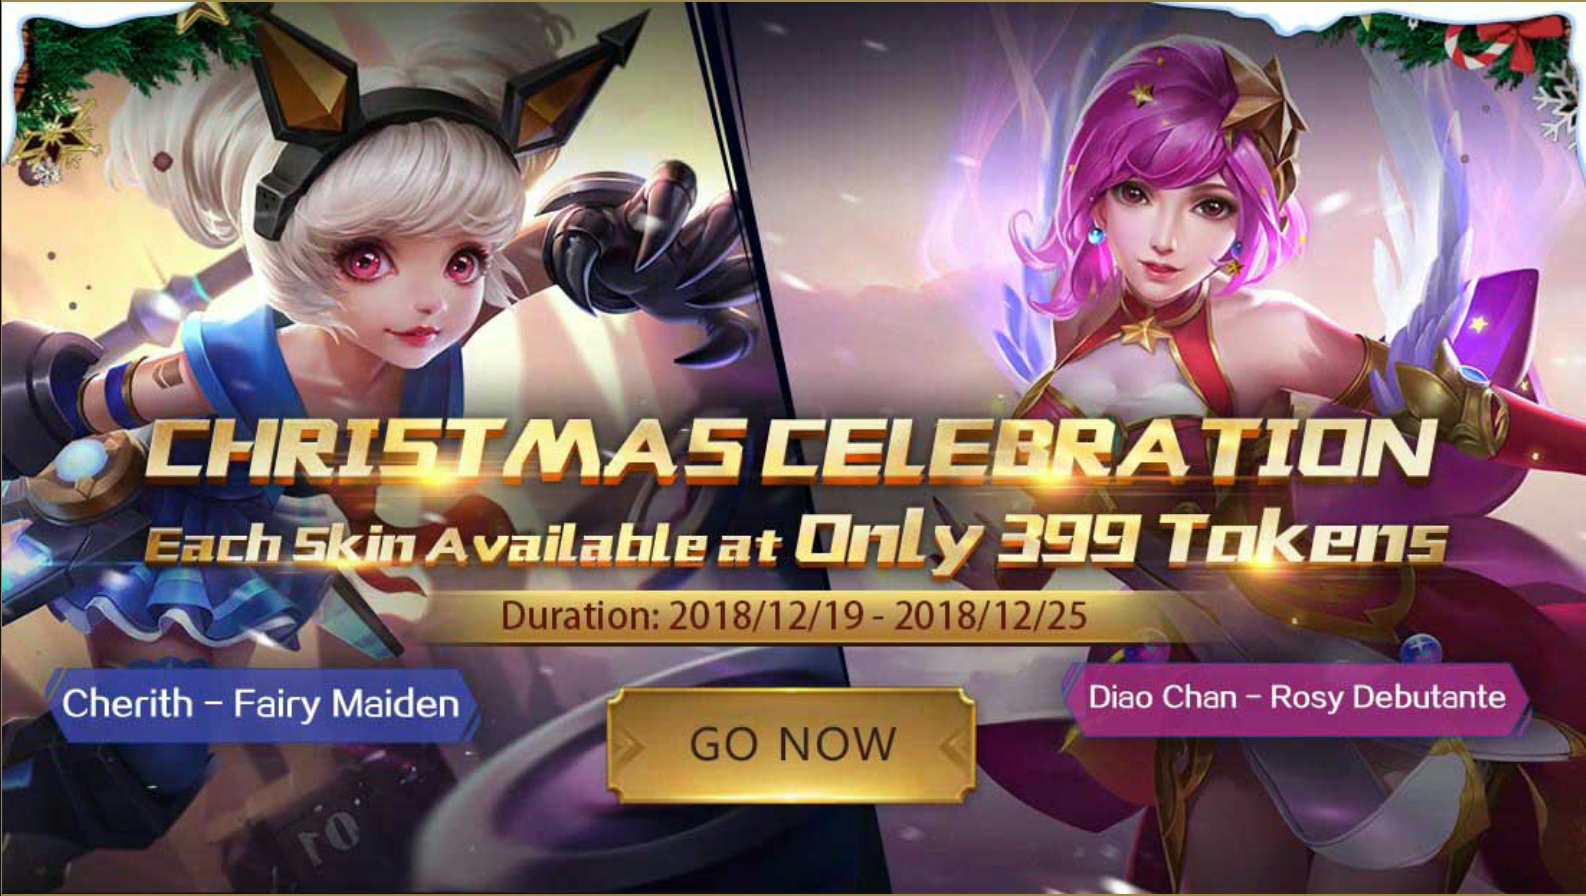 CHRISTMAS CELEBRATION
Each Skin Available at Only 399 Tokens
Duration: 2018/12/19 - 2018/12/25
Cherith - Fairy Maiden
Diao Chan - Rosy Debutante
GO NOW